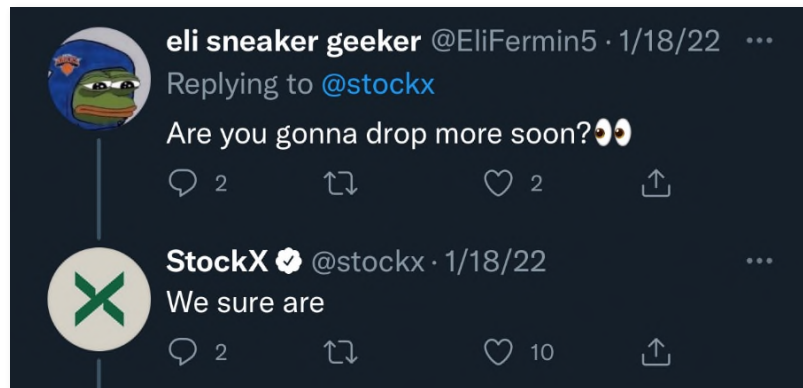 eli sneaker geeker @EliFermin5 · 1/18/22 ···
Replying to @stockx
Are you gonna drop more soon?👀
2 2
StockX @stockx · 1/18/22 ···
We sure are
2 10